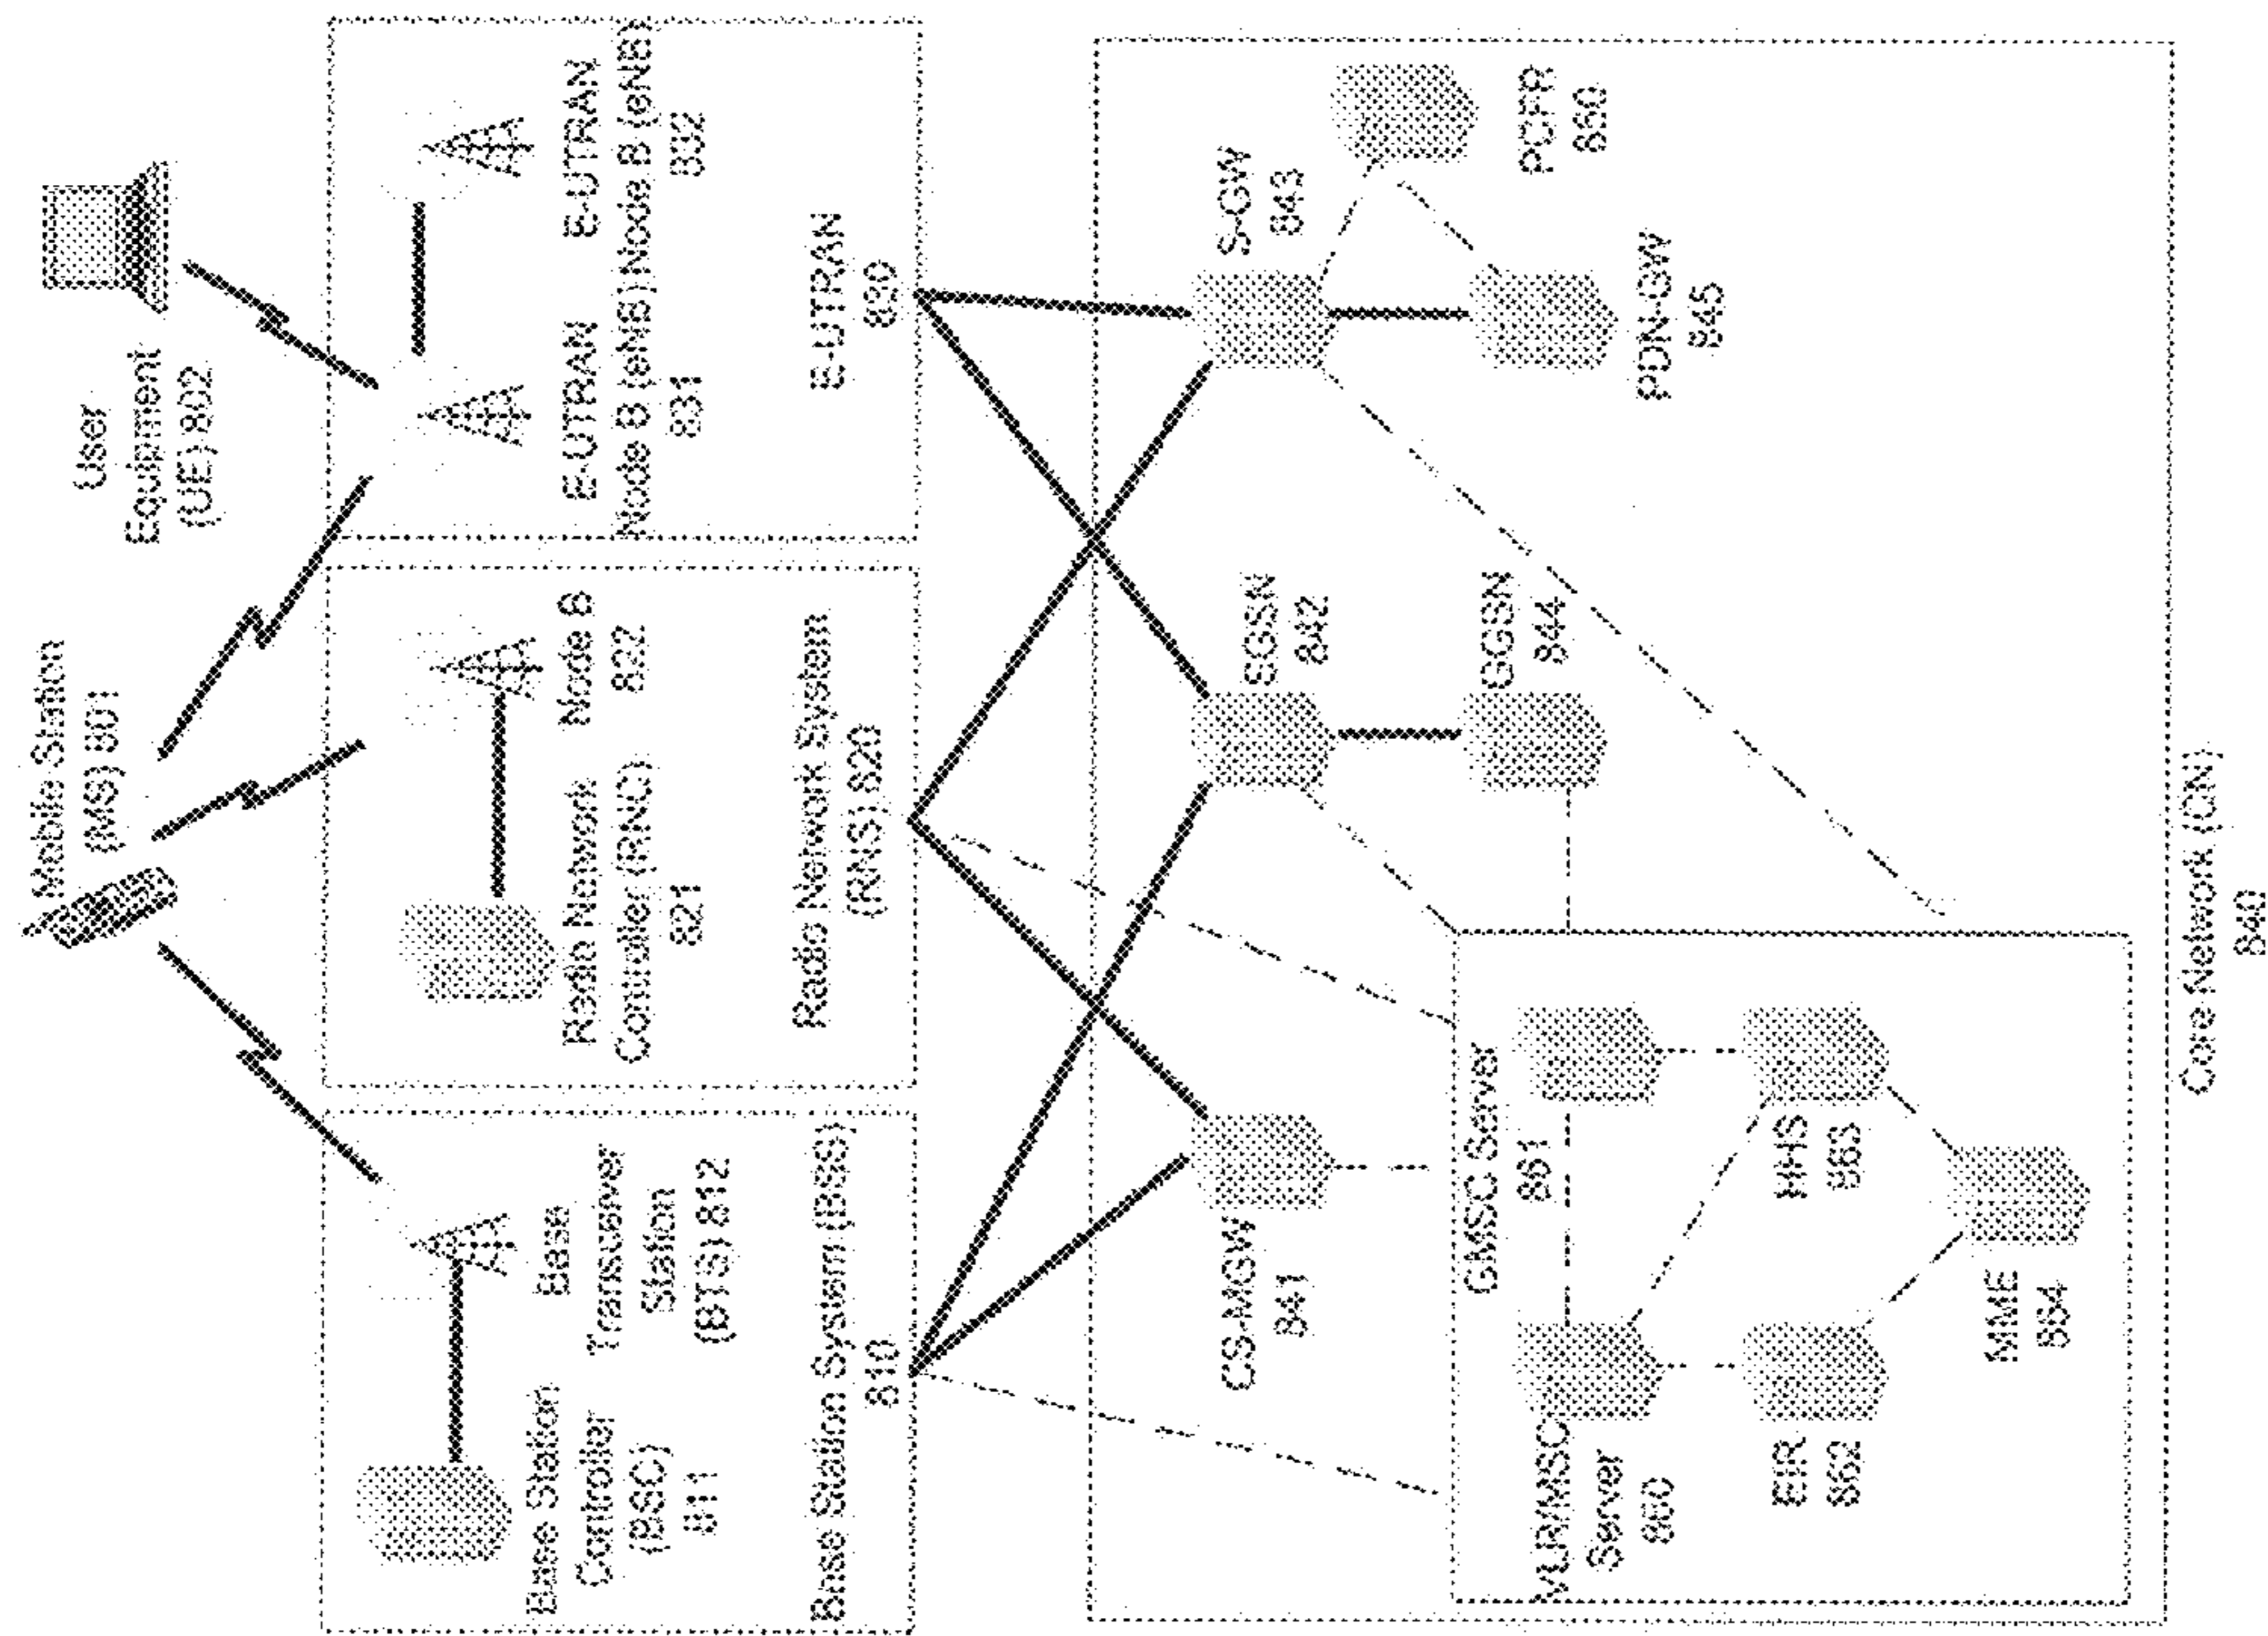 Mobile Station
(MS) 801
User
Equipment
(UE) 802
Base Station
Controller
(BSC)
811
Base
Transceiver
Station
(BTS) 812
Base Station System (BSS)
810
Radio Network
Controller (RNC)
821
Node B
822
Radio Network System
(RNS) 820
E-UTRAN
Node B (eNB)
831
E-UTRAN
Node B (eNB)
832
E-UTRAN
830
CS-MGW
841
SGSN
842
S-GW
843
GGSN
844
PDN-GW
845
PCFR
850
VLR/MSC
Server
860
GMSC Server
861
EIR
862
HHS
863
MME
864
Core Network (CN)
840